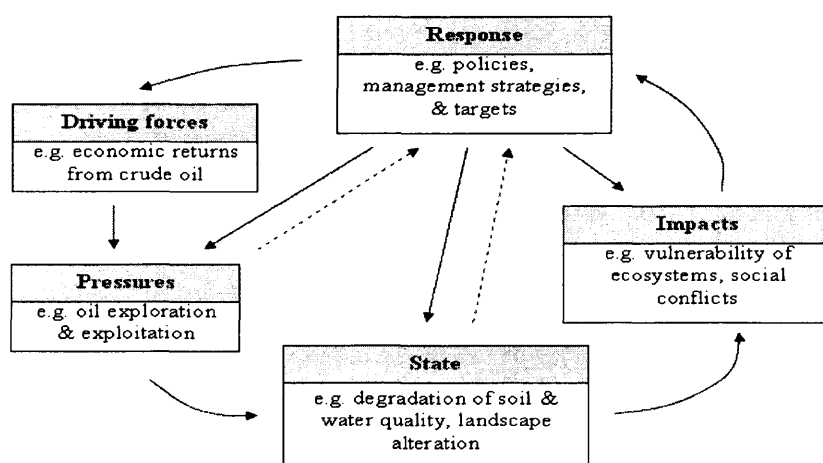 Response
e.g. policies,
management strategies,
& targets
Driving forces
e.g. economic returns
from crude oil
Impacts
e.g. vulnerability of
ecosystems, social
conflicts
Pressures
e.g. oil exploration
& exploitation
State
e.g. degradation of soil &
water quality, landscape
alteration